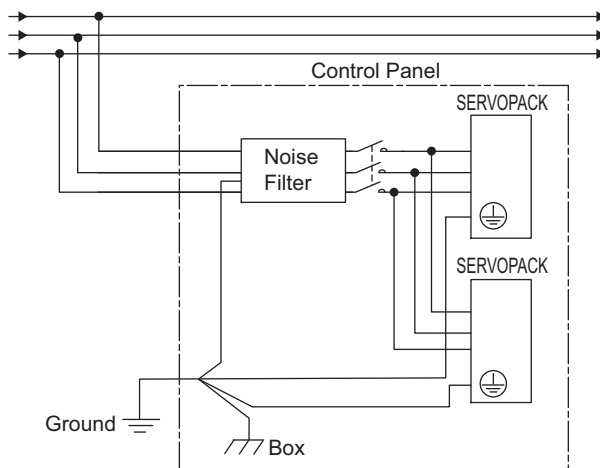 Control Panel
SERVOPACK
Noise
Filter
SERVOPACK
Ground
Box